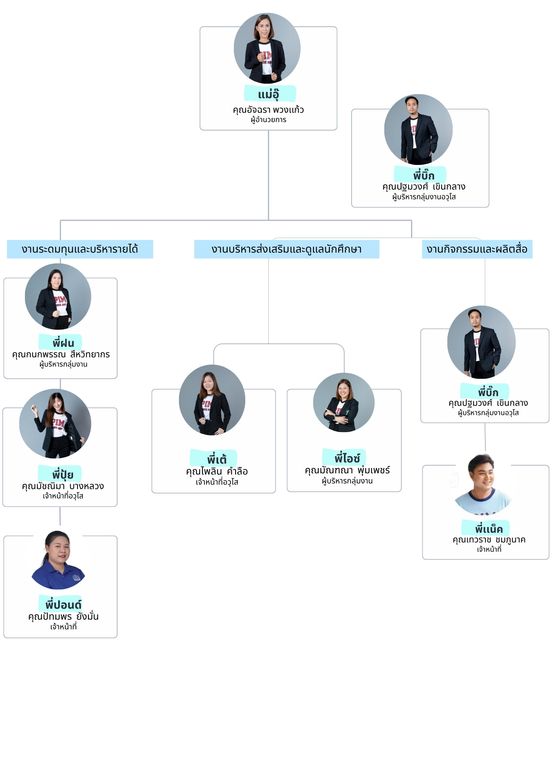 แม่อุ๊
คุณอัจฉรา พวงแก้ว
ผู้อำนวยการ
พี่บิ๊ก
คุณปฐมวงศ์ เขินกลาง
ผู้บริหารกลุ่มงานอวุโส
งานระดมทุนและบริหารายได้
งานบริหารส่งเสริมและดูแลนักศึกษา
งานกิจกรรมและผลิตสื่อ
พี่ฝน
คุณกนกพรรณ สีหวิทยากร
ผู้บริหารกลุ่มงาน
พี่บิ๊ก
คุณปฐมวงศ์ เขินกลาง
ผู้บริหารกลุ่มงานอวุโส
พี่เต้
คุณไพลิน คำลือ
เจ้าหน้าที่อวุโส
พี่ไอซ์
คุณมัณฑณา พุ่มเพชร์
ผู้บริหารกลุ่มงาน
พี่ปุ้ย
คุณมัชฌิมา บางหลวง
เจ้าหน้าที่อวุโส
พี่แน็ค
คุณเทวราช ชมภูนาค
เจ้าหน้าที่
พี่ปอนด์
คุณปัทมพร ยังมั่น
เจ้าหน้าที่